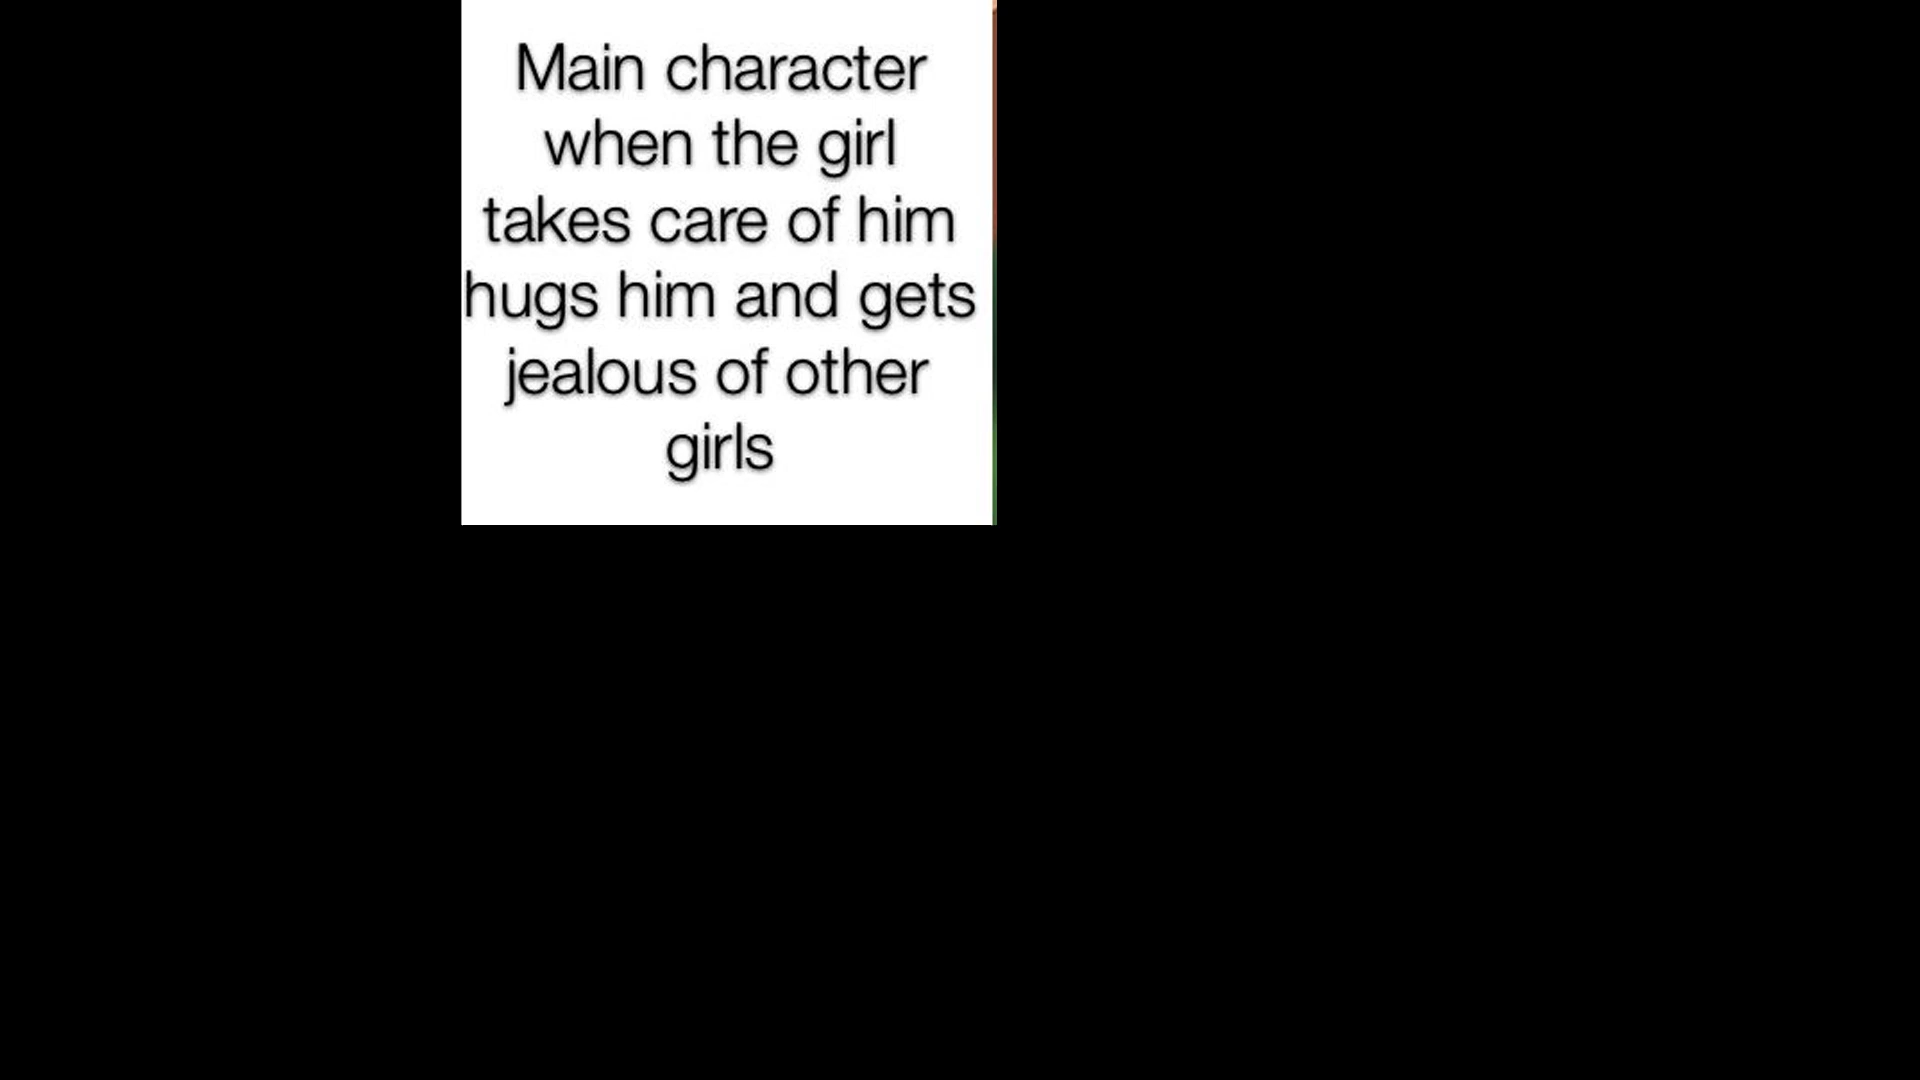 Main character
when the girl
takes care of him
hugs him and gets
jealous of other
girls